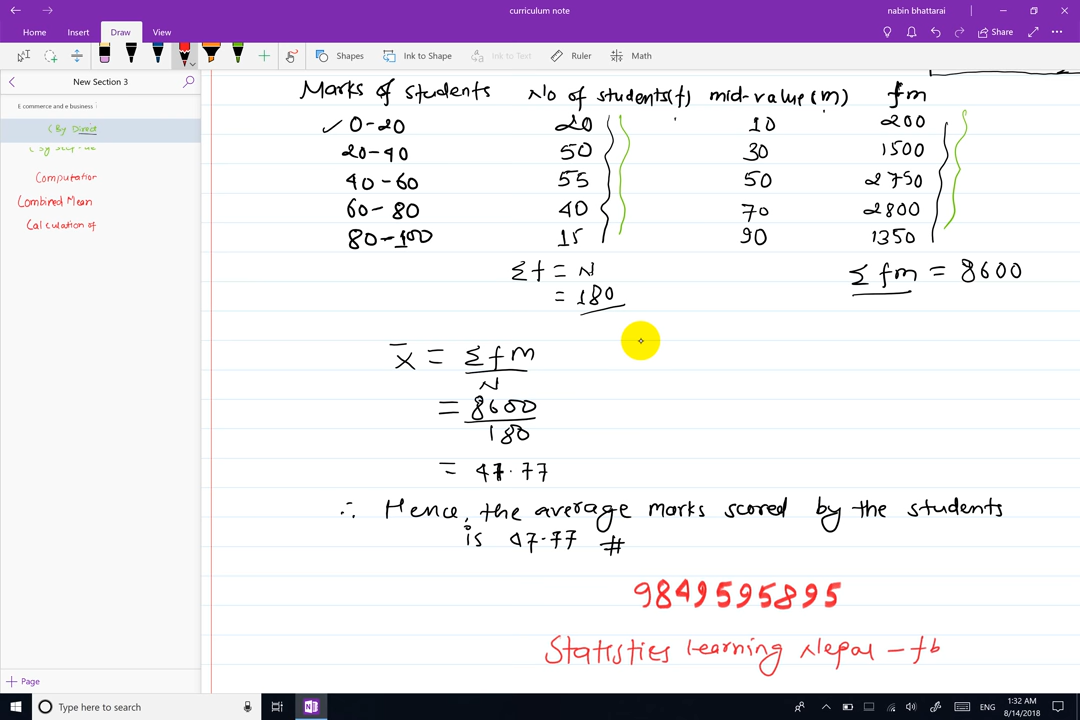 curriculum note
nabin bhattarai
Home Insert Draw View
Share
Shapes Ink to Shape Ink to Text Ruler Math
New Section 3
E commerce and e business
(By Direct
Computation
Combined Mean
Calculation of
+ Page
Marks of students No of students(f) mid-value(m) fm
0-20 20 10 200
20-40 50 30 1500
40-60 55 50 2750
60-80 40 70 2800
80-100 15 90 1350
Σf = N Σfm = 8600
= 180
x̄ = Σfm
N
= 8600
180
= 47.77
∴ Hence, the average marks scored by the students
is 47.77 #
9849595895
Statisties learning Nepal - fb
Type here to search
ENG
1:32 AM
8/14/2018